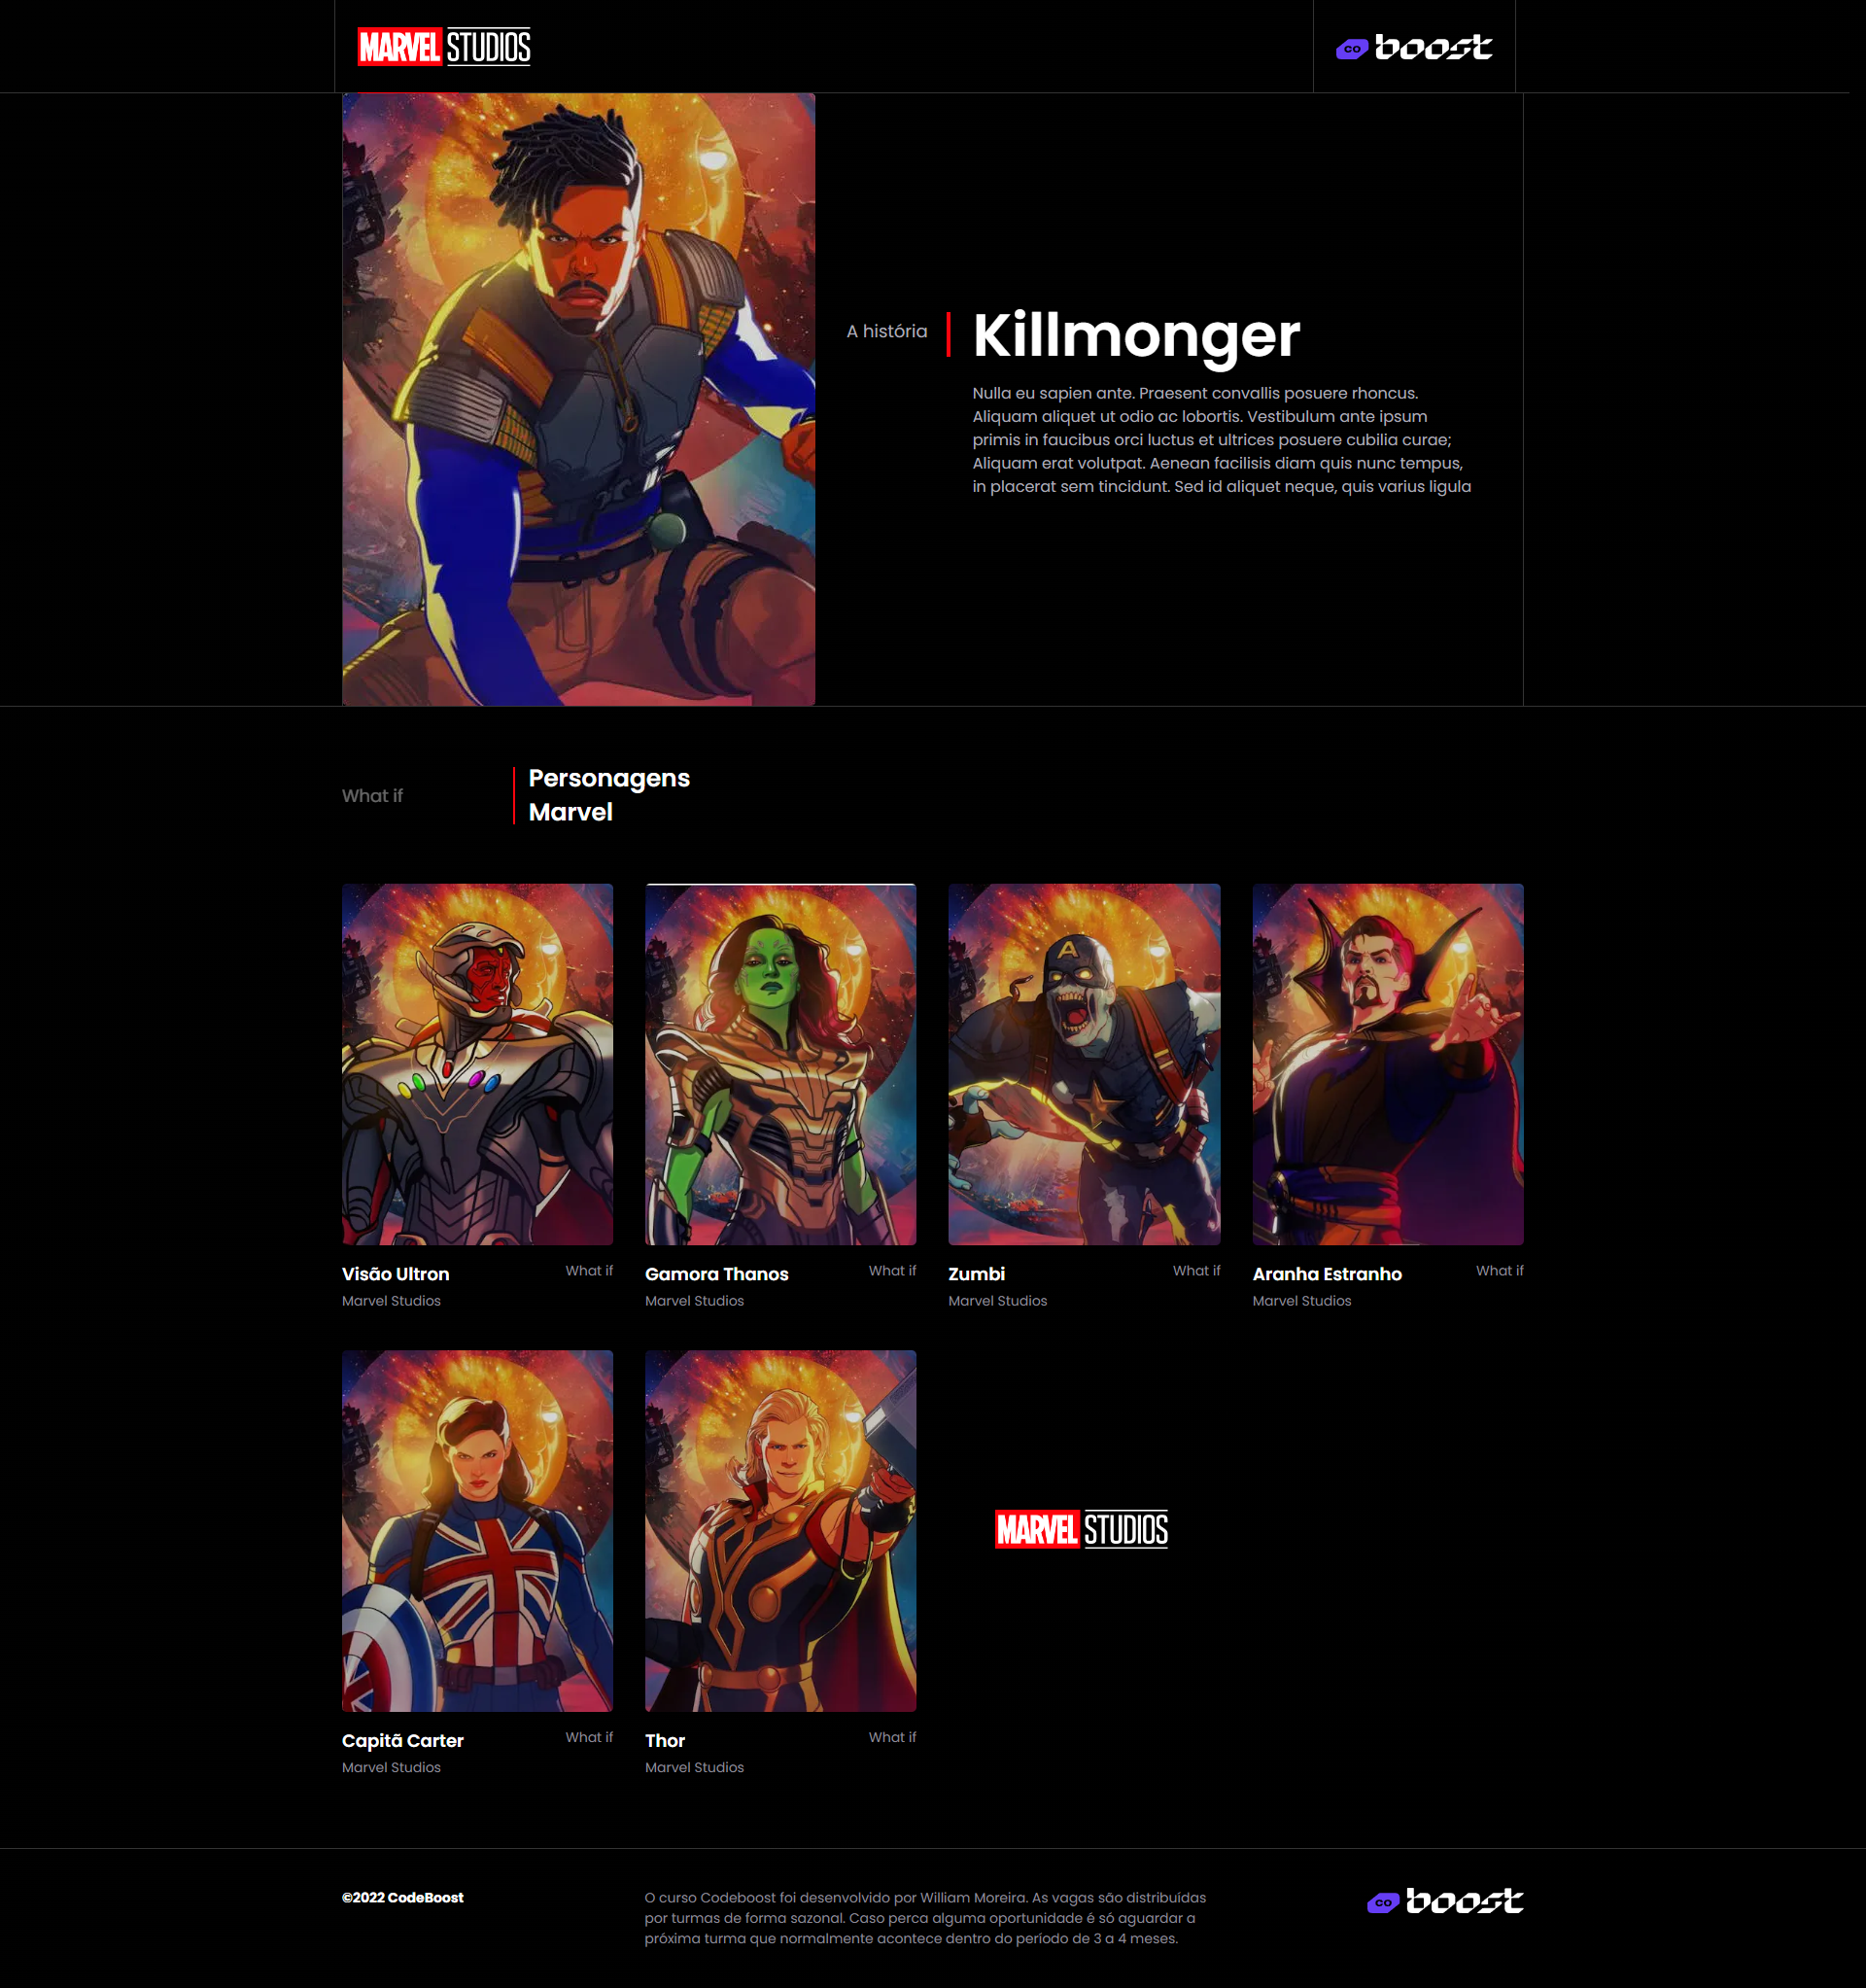 MARVEL STUDIOS
co boost
A história
Killmonger
Nulla eu sapien ante. Praesent convallis posuere rhoncus.
Aliquam aliquet ut odio ac lobortis. Vestibulum ante ipsum
primis in faucibus orci luctus et ultrices posuere cubilia curae;
Aliquam erat volutpat. Aenean facilisis diam quis nunc tempus,
in placerat sem tincidunt. Sed id aliquet neque, quis varius ligula
What if
Personagens
Marvel
A
Visão Ultron
What if
Marvel Studios
Gamora Thanos
What if
Marvel Studios
Zumbi
What if
Marvel Studios
Aranha Estranho
What if
Marvel Studios
MARVEL STUDIOS
Capitã Carter
What if
Marvel Studios
Thor
What if
Marvel Studios
©2022 CodeBoost
O curso Codeboost foi desenvolvido por William Moreira. As vagas são distribuídas
por turmas de forma sazonal. Caso perca alguma oportunidade é só aguardar a
próxima turma que normalmente acontece dentro do período de 3 a 4 meses.
co boost